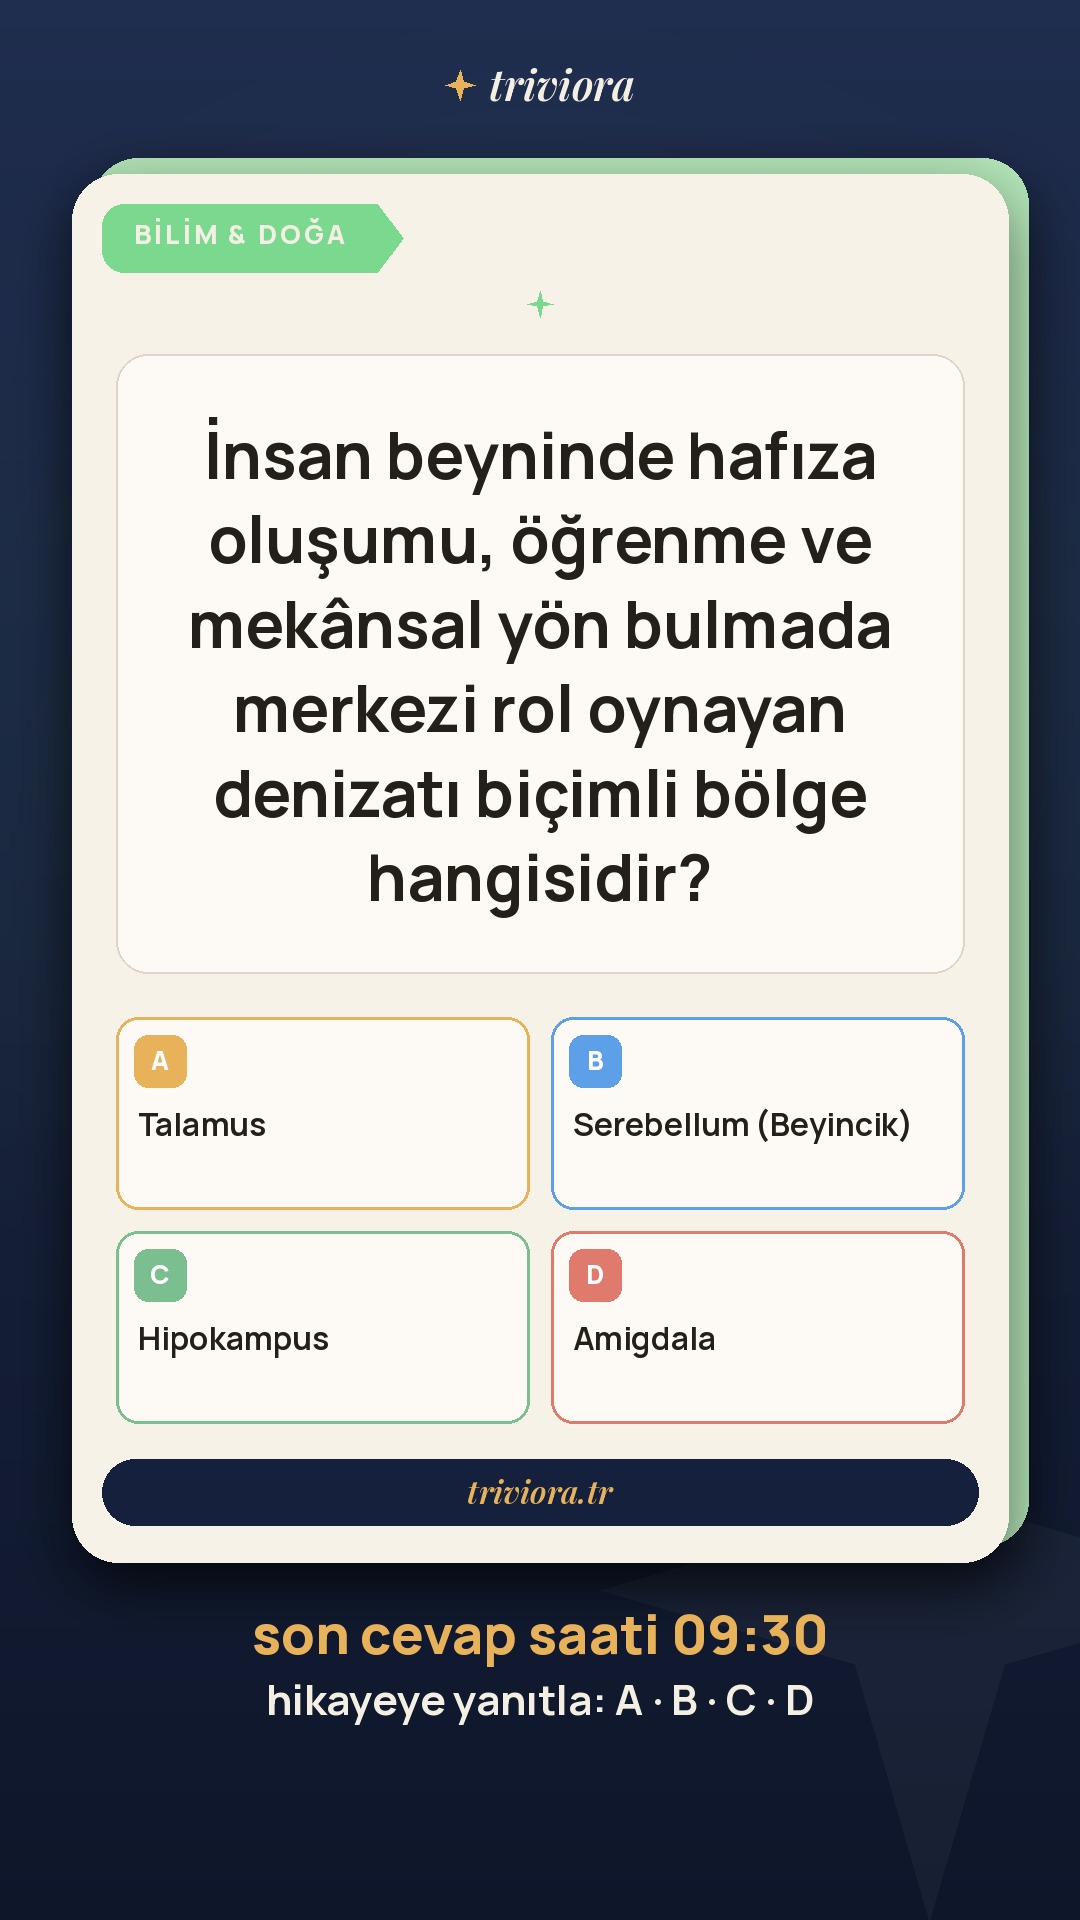 triviora
BİLİM & DOĞA
İnsan beyninde hafıza
oluşumu, öğrenme ve
mekânsal yön bulmada
merkezi rol oynayan
denizatı biçimli bölge
hangisidir?
A
Talamus
B
Serebellum (Beyincik)
C
Hipokampus
D
Amigdala
triviora.tr
son cevap saati 09:30
hikayeye yanıtla: A · B · C · D